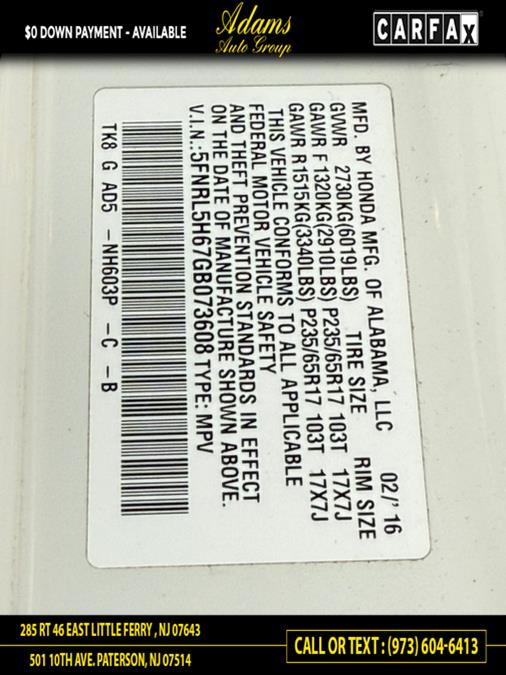 $0 DOWN PAYMENT - AVAILABLE
Adams
Auto Group
CARFAX
MFD. BY HONDA MFG. OF ALABAMA, LLC 02/' 16
GVWR 2730KG(6019LBS) TIRE SIZE RIM SIZE
GAWR F 1320KG(2910LBS) P235/65R17 103T 17X7J
GAWR R1515KG(3340LBS) P235/65R17 103T 17X7J
THIS VEHICLE CONFORMS TO ALL APPLICABLE
FEDERAL MOTOR VEHICLE SAFETY
AND THEFT PREVENTION STANDARDS IN EFFECT
ON THE DATE OF MANUFACTURE SHOWN ABOVE.
V.I.N.:5FNRL5H67GB073608 TYPE: MPV
TK8 G AD5 - NH603P - C - B
285 RT 46 EAST LITTLE FERRY , NJ 07643
501 10TH AVE. PATERSON, NJ 07514
CALL OR TEXT : (973) 604-6413